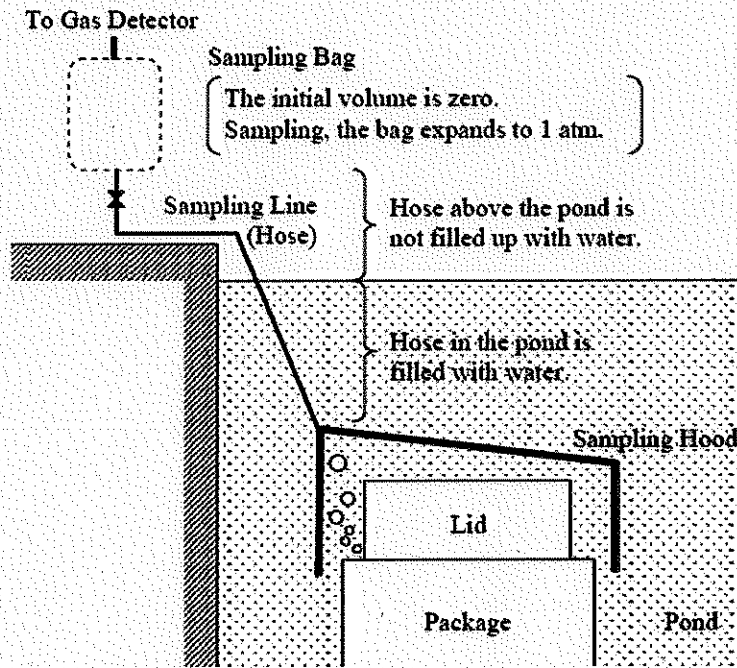 To Gas Detector
Sampling Bag
The initial volume is zero.
Sampling, the bag expands to 1 atm.
Sampling Line
(Hose)
Hose above the pond is
not filled up with water.
Hose in the pond is
filled with water.
Sampling Hood
Lid
Package
Pond